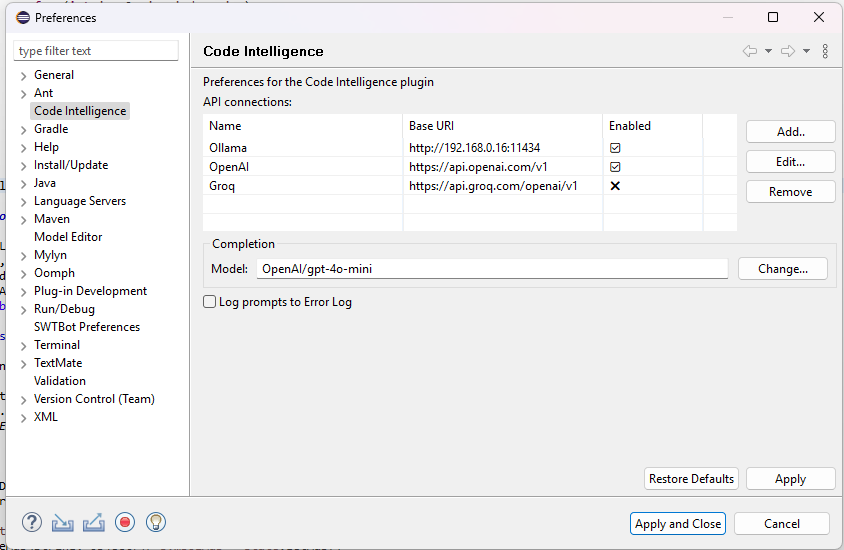 Preferences
type filter text
General
Ant
Code Intelligence
Gradle
Help
Install/Update
Java
Language Servers
Maven
Model Editor
Mylyn
Oomph
Plug-in Development
Run/Debug
SWTBot Preferences
Terminal
TextMate
Validation
Version Control (Team)
XML
Code Intelligence
Preferences for the Code Intelligence plugin
API connections:
Name Base URI Enabled
Ollama http://192.168.0.16:11434
OpenAI https://api.openai.com/v1
Groq https://api.groq.com/openai/v1
Add..
Edit...
Remove
Completion
Model: OpenAI/gpt-4o-mini Change...
Log prompts to Error Log
Restore Defaults Apply
Apply and Close Cancel